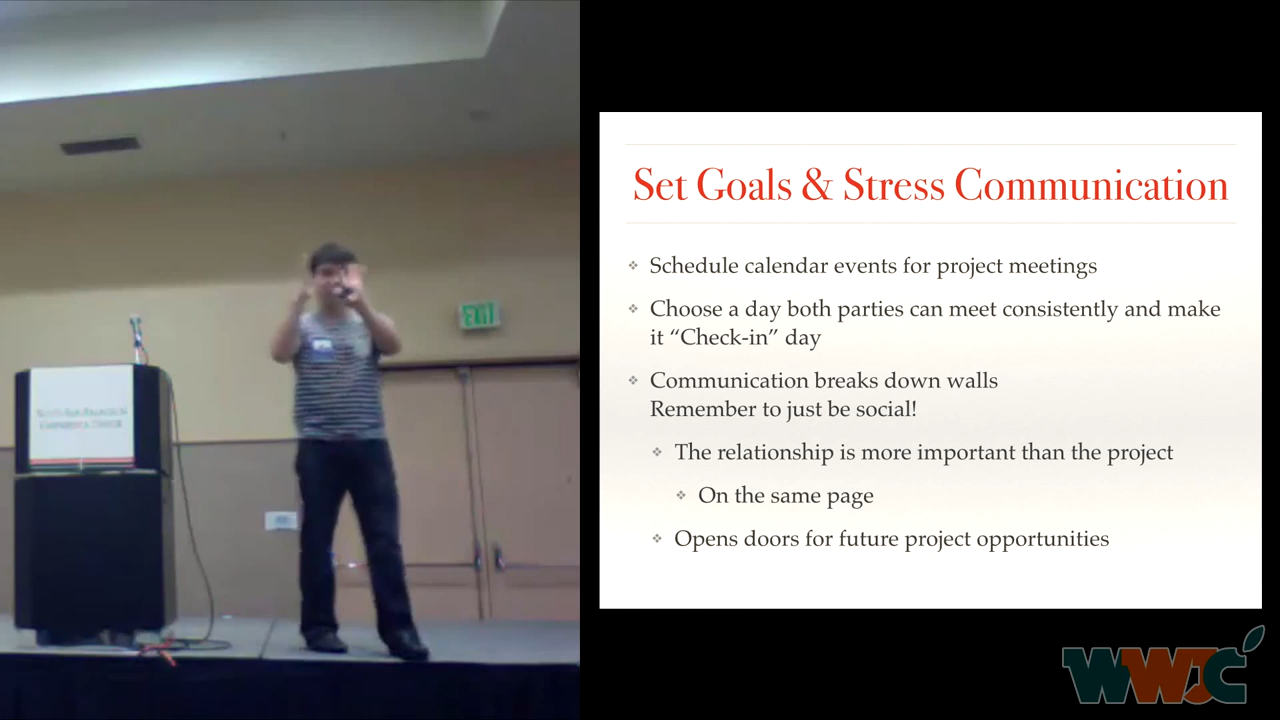 EXIT
Set Goals & Stress Communication
Schedule calendar events for project meetings
Choose a day both parties can meet consistently and make
it “Check-in” day
Communication breaks down walls
Remember to just be social!
The relationship is more important than the project
On the same page
Opens doors for future project opportunities
WWJC